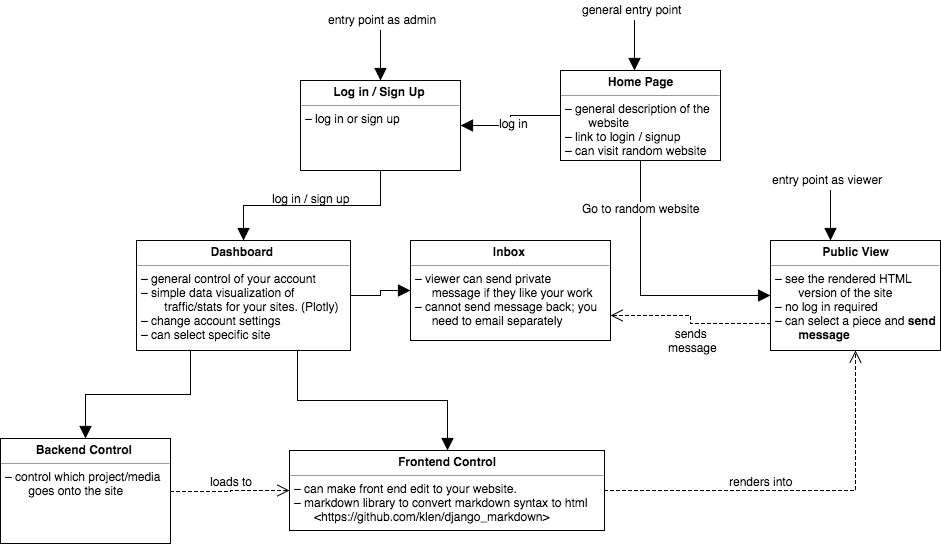 general entry point
entry point as admin
Home Page
– general description of the
website
– link to login / signup
– can visit random website
Log in / Sign Up
– log in or sign up
log in
entry point as viewer
log in / sign up
Go to random website
Dashboard
– general control of your account
– simple data visualization of
traffic/stats for your sites. (Plotly)
– change account settings
– can select specific site
Inbox
– viewer can send private
message if they like your work
– cannot send message back; you
need to email separately
Public View
– see the rendered HTML
version of the site
– no log in required
– can select a piece and send
message
sends
message
Backend Control
– control which project/media
goes onto the site
loads to
Frontend Control
– can make front end edit to your website.
– markdown library to convert markdown syntax to html
<https://github.com/klen/django_markdown>
renders into